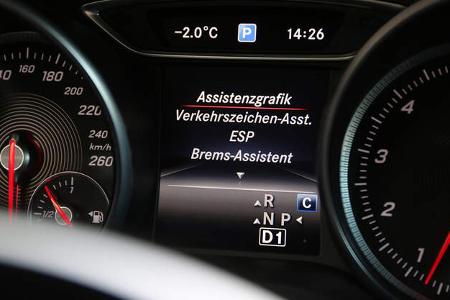 -2.0°C P 14:26
Assistenzgrafik
Verkehrszeichen-Asst.
ESP
Brems-Assistent
R C
N P
D1
160 180
220
240
km/h
260
1
1/2
4
3
2
1